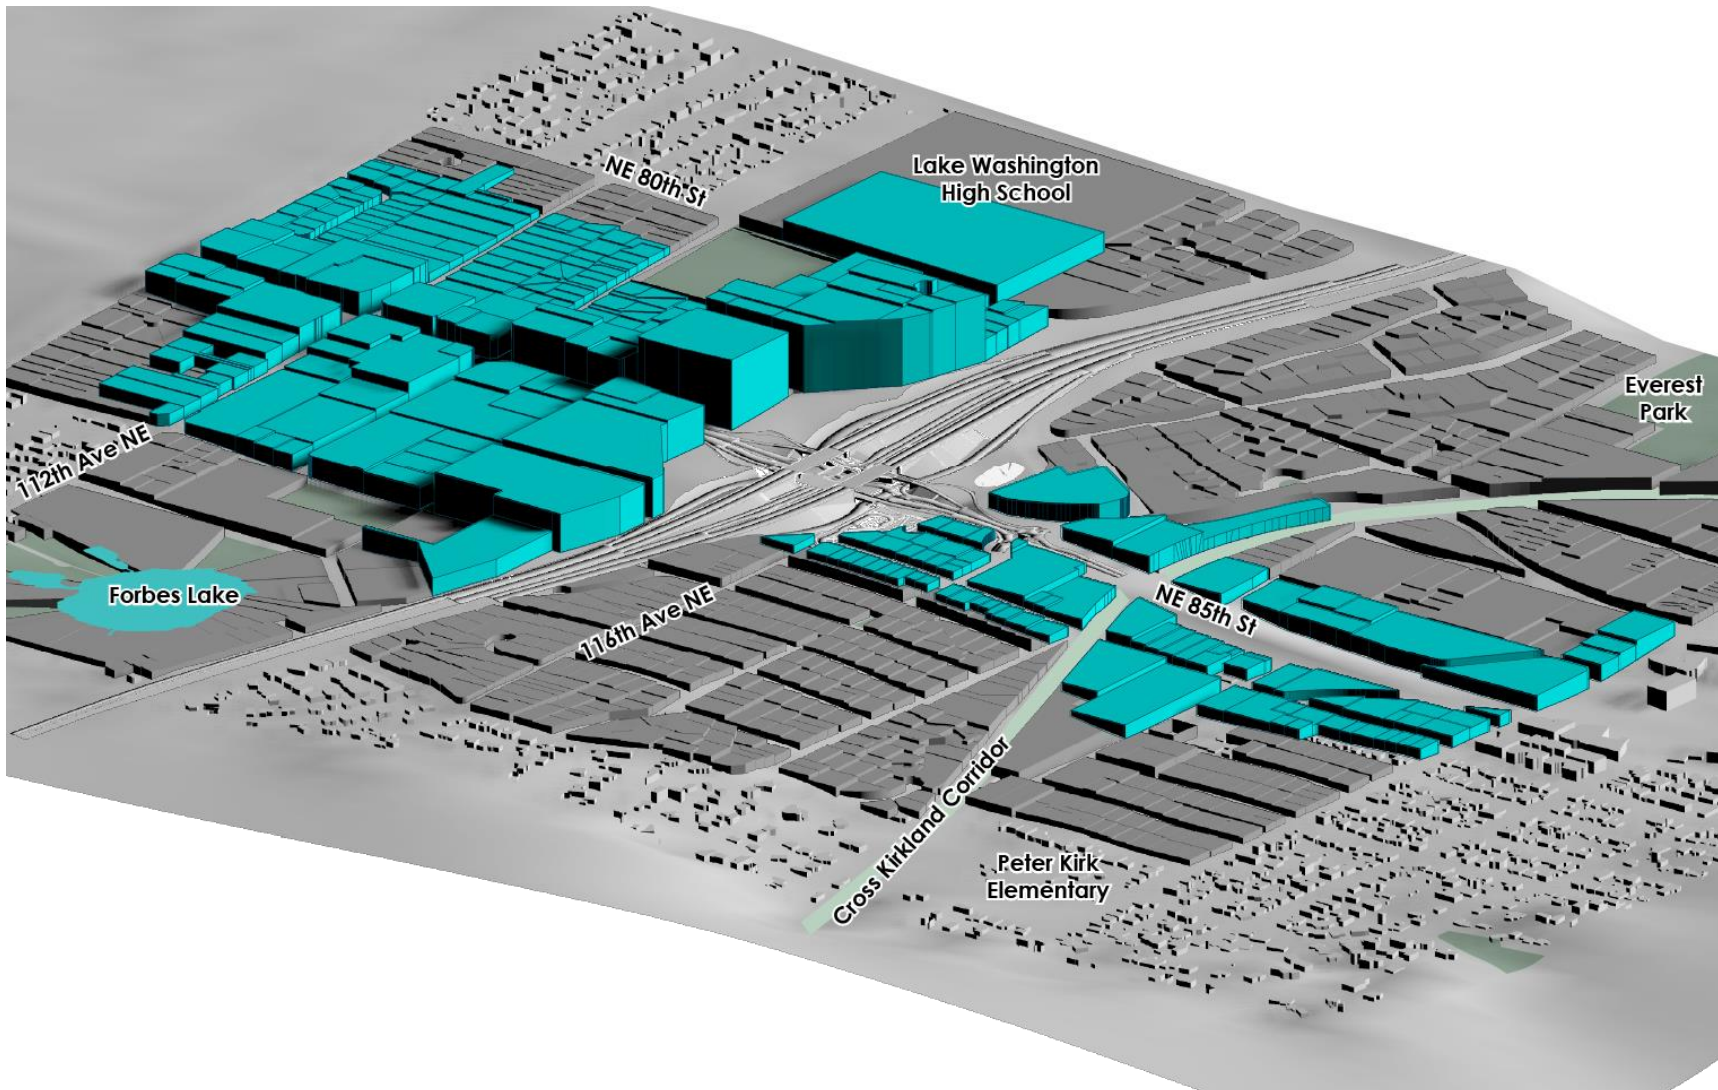 Lake Washington
High School
NE 80th St
Everest
Park
112th Ave NE
Forbes Lake
116th Ave NE
NE 85th St
Cross Kirkland Corridor
Peter Kirk
Elementary